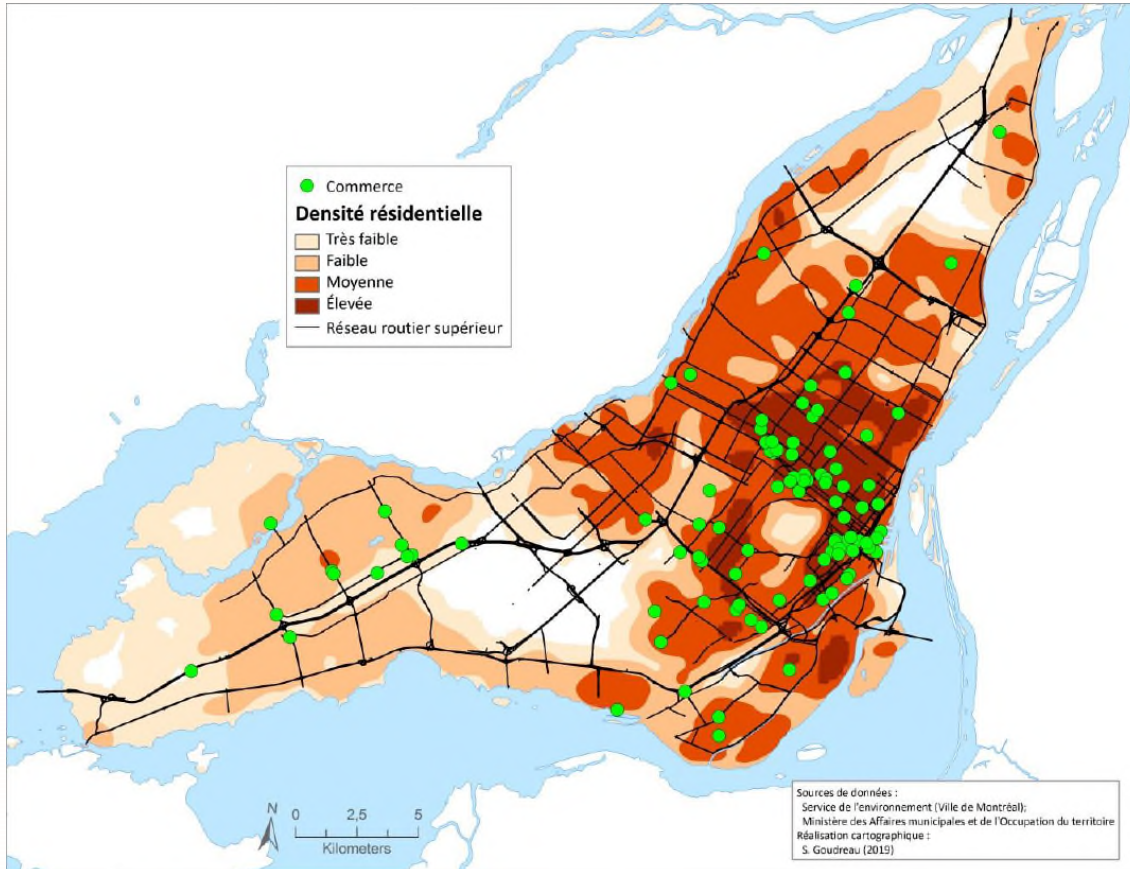 Commerce
Densité résidentielle
Très faible
Faible
Moyenne
Élevée
Réseau routier supérieur
N
0 2,5 5
Kilometers
Sources de données :
Service de l'environnement (Ville de Montréal);
Ministère des Affaires municipales et de l'Occupation du territoire
Réalisation cartographique :
S. Goudreau (2019)